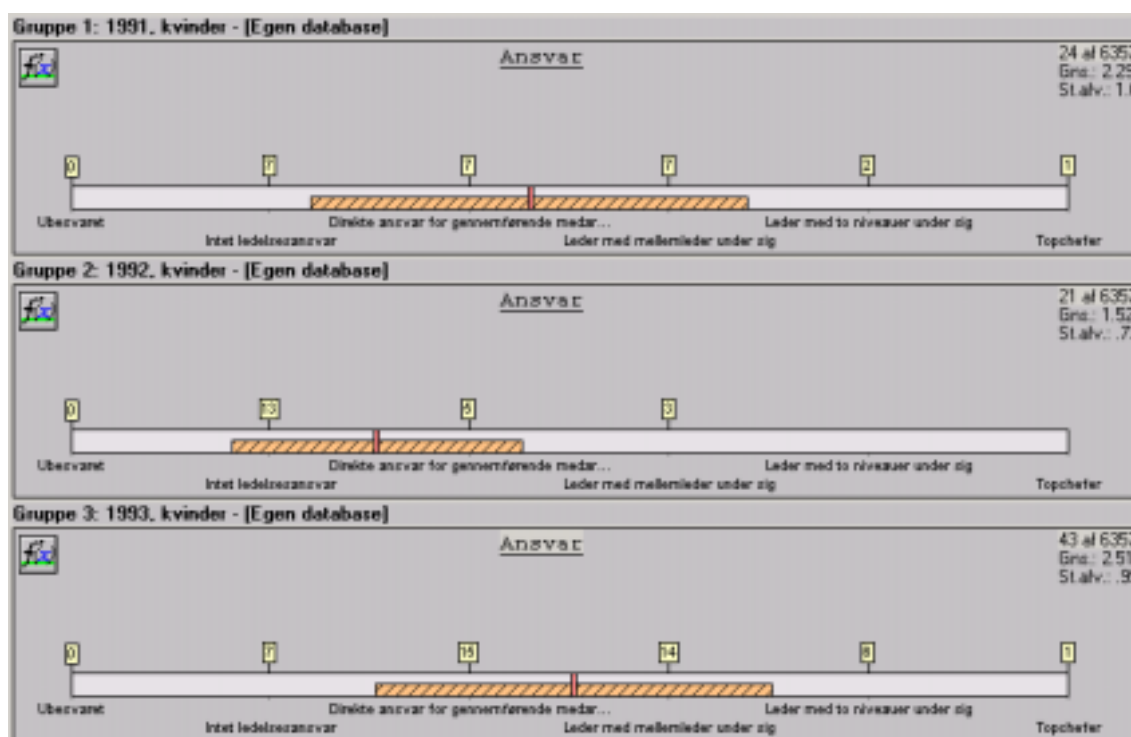 Gruppe 1: 1991, kvinder - [Egen database]
f(x)
Ansvar
24 af 6357
Gns.: 2.29
St.afv.: 1.
0 7 7 7 2 1
Ubesvaret Direkte ansvar for gennemførende medar... Leder med to niveauer under sig
Intet ledelsesansvar Leder med mellemleder under sig Topchefer
Gruppe 2: 1992, kvinder - [Egen database]
f(x)
Ansvar
21 af 6357
Gns.: 1.52
St.afv.: .7
0 13 5 3
Ubesvaret Direkte ansvar for gennemførende medar... Leder med to niveauer under sig
Intet ledelsesansvar Leder med mellemleder under sig Topchefer
Gruppe 3: 1993, kvinder - [Egen database]
f(x)
Ansvar
43 af 6357
Gns.: 2.51
St.afv.: .9
0 7 15 14 6 1
Ubesvaret Direkte ansvar for gennemførende medar... Leder med to niveauer under sig
Intet ledelsesansvar Leder med mellemleder under sig Topchefer